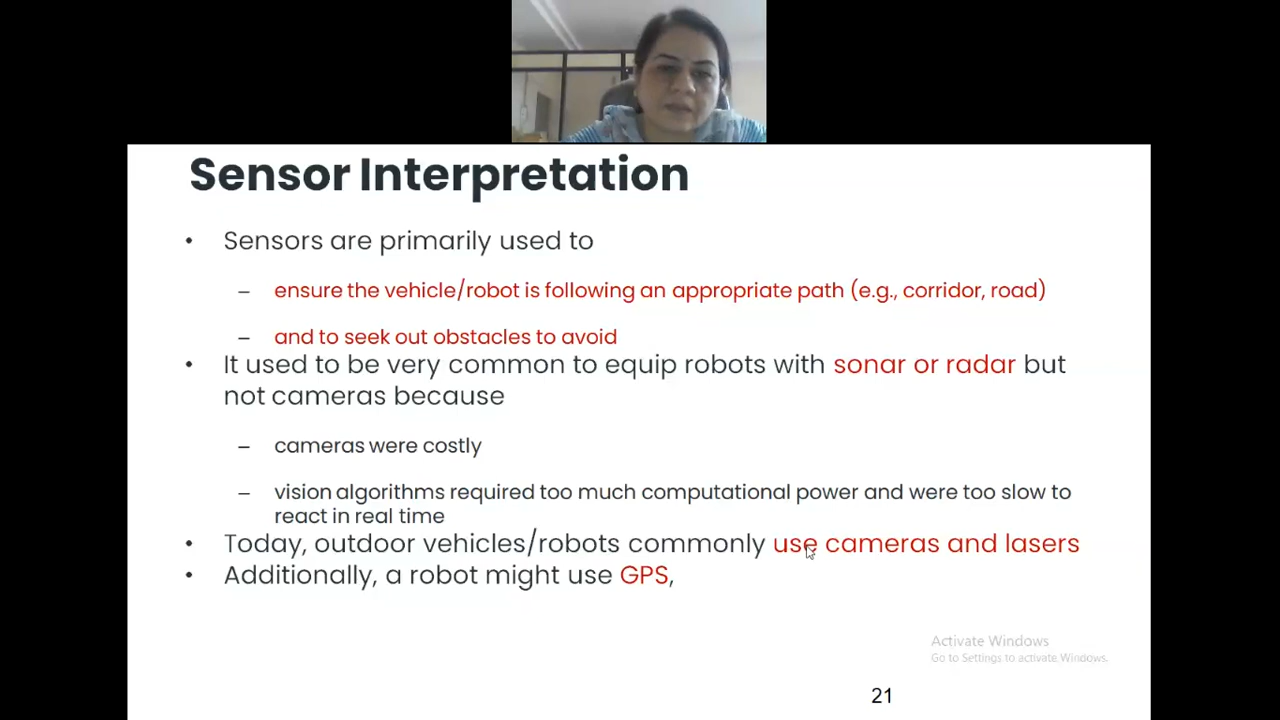 Sensor Interpretation
• Sensors are primarily used to
– ensure the vehicle/robot is following an appropriate path (e.g., corridor, road)
– and to seek out obstacles to avoid
• It used to be very common to equip robots with sonar or radar but
not cameras because
– cameras were costly
– vision algorithms required too much computational power and were too slow to
react in real time
• Today, outdoor vehicles/robots commonly use cameras and lasers
• Additionally, a robot might use GPS,
Activate Windows
Go to Settings to activate Windows.
21